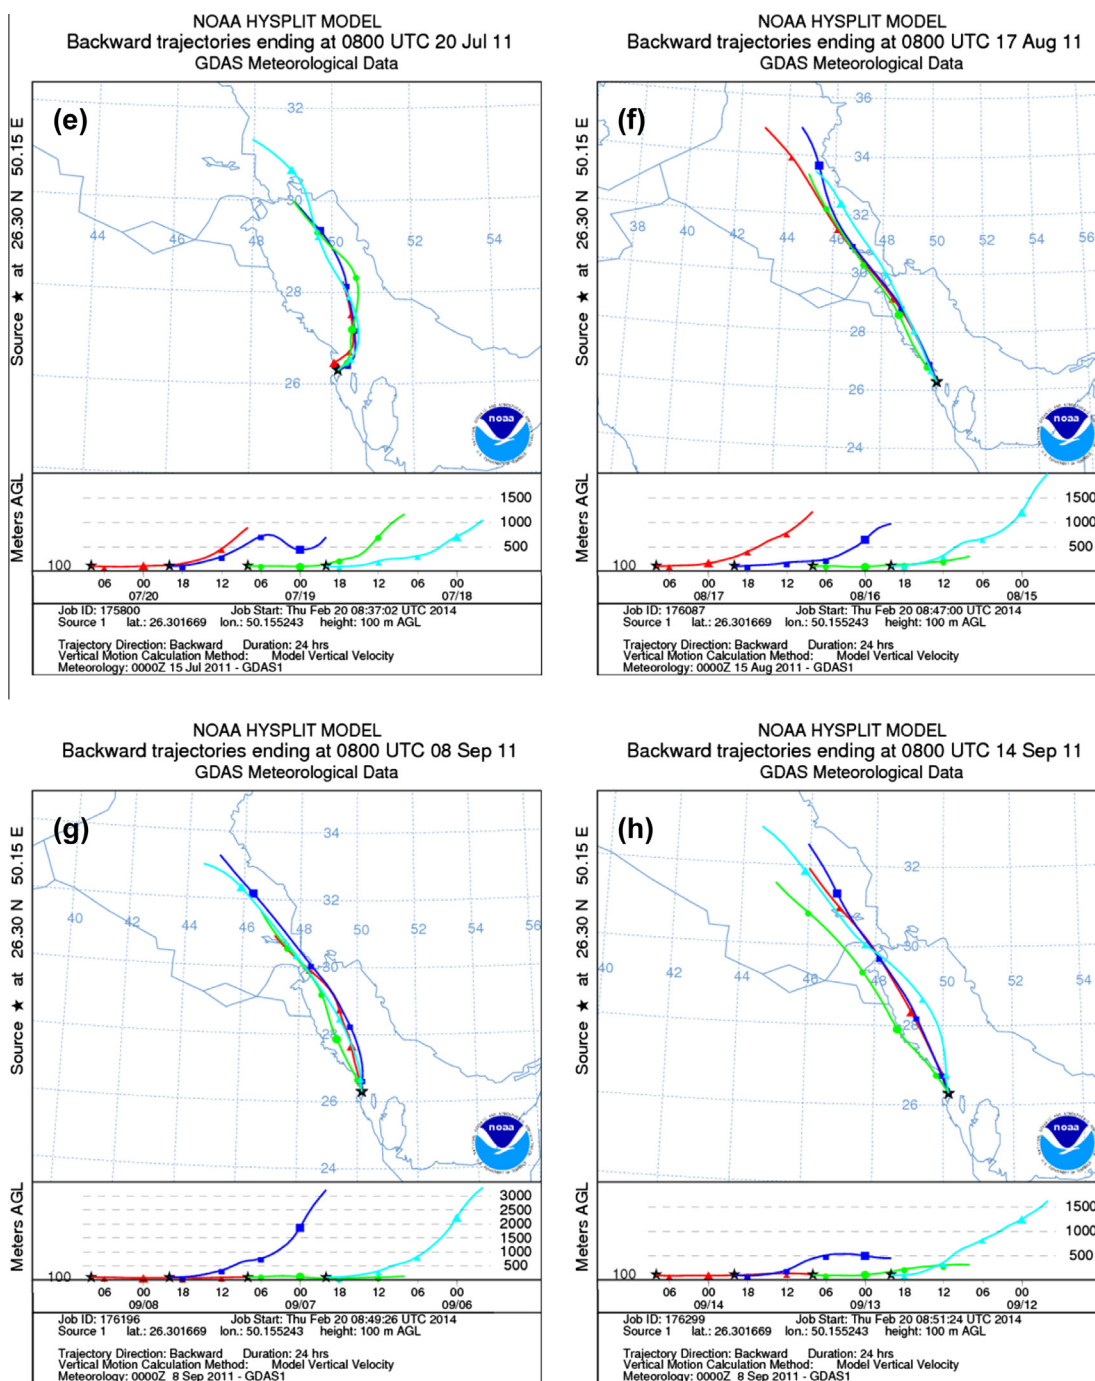 NOAA HYSPLIT MODEL
Backward trajectories ending at 0800 UTC 20 Jul 11
GDAS Meteorological Data
(e)
Source ★ at 26.30 N 50.15 E
32
30
44 46 48 50 52 54
28
26
noaa
Meters AGL
1500
1000
500
100
06 00 18 12 06 00 18 12 06 00
07/20 07/19 07/18
Job ID: 175800 Job Start: Thu Feb 20 08:37:02 UTC 2014
Source 1 lat.: 26.301669 lon.: 50.155243 height: 100 m AGL
Trajectory Direction: Backward Duration: 24 hrs
Vertical Motion Calculation Method: Model Vertical Velocity
Meteorology: 0000Z 15 Jul 2011 - GDAS1
NOAA HYSPLIT MODEL
Backward trajectories ending at 0800 UTC 17 Aug 11
GDAS Meteorological Data
(f)
Source ★ at 26.30 N 50.15 E
36
34
32
38 40 42 44 46 48 50 52 54 56
30
28
26
24
noaa
Meters AGL
1500
1000
500
100
06 00 18 12 06 00 18 12 06 00
08/17 08/16 08/15
Job ID: 176087 Job Start: Thu Feb 20 08:47:00 UTC 2014
Source 1 lat.: 26.301669 lon.: 50.155243 height: 100 m AGL
Trajectory Direction: Backward Duration: 24 hrs
Vertical Motion Calculation Method: Model Vertical Velocity
Meteorology: 0000Z 15 Aug 2011 - GDAS1
NOAA HYSPLIT MODEL
Backward trajectories ending at 0800 UTC 08 Sep 11
GDAS Meteorological Data
(g)
Source ★ at 26.30 N 50.15 E
34
32
40 42 44 46 48 50 52 54 56
30
28
26
24
noaa
Meters AGL
3000
2500
2000
1500
1000
500
100
06 00 18 12 06 00 18 12 06 00
09/08 09/07 09/06
Job ID: 176196 Job Start: Thu Feb 20 08:49:26 UTC 2014
Source 1 lat.: 26.301669 lon.: 50.155243 height: 100 m AGL
Trajectory Direction: Backward Duration: 24 hrs
Vertical Motion Calculation Method: Model Vertical Velocity
Meteorology: 0000Z 8 Sep 2011 - GDAS1
NOAA HYSPLIT MODEL
Backward trajectories ending at 0800 UTC 14 Sep 11
GDAS Meteorological Data
(h)
Source ★ at 26.30 N 50.15 E
32
30
40 42 44 46 48 50 52 54
28
26
noaa
Meters AGL
1500
1000
500
100
06 00 18 12 06 00 18 12 06 00
09/14 09/13 09/12
Job ID: 176299 Job Start: Thu Feb 20 08:51:24 UTC 2014
Source 1 lat.: 26.301669 lon.: 50.155243 height: 100 m AGL
Trajectory Direction: Backward Duration: 24 hrs
Vertical Motion Calculation Method: Model Vertical Velocity
Meteorology: 0000Z 8 Sep 2011 - GDAS1